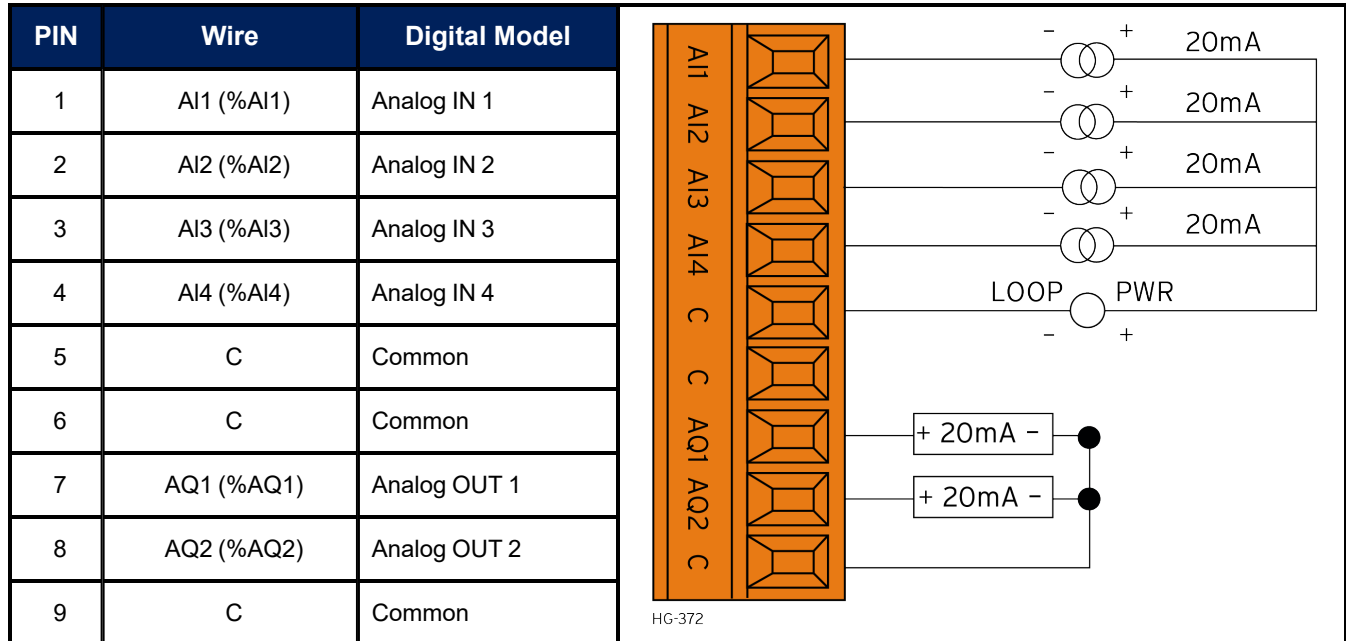 PIN Wire Digital Model
1 AI1 (%AI1) Analog IN 1
2 AI2 (%AI2) Analog IN 2
3 AI3 (%AI3) Analog IN 3
4 AI4 (%AI4) Analog IN 4
5 C Common
6 C Common
7 AQ1 (%AQ1) Analog OUT 1
8 AQ2 (%AQ2) Analog OUT 2
9 C Common
AI1
AI2
AI3
AI4
C
C
AQ1
AQ2
C
- + 20mA
- + 20mA
- + 20mA
- + 20mA
LOOP PWR
- +
+ 20mA -
+ 20mA -
HG-372